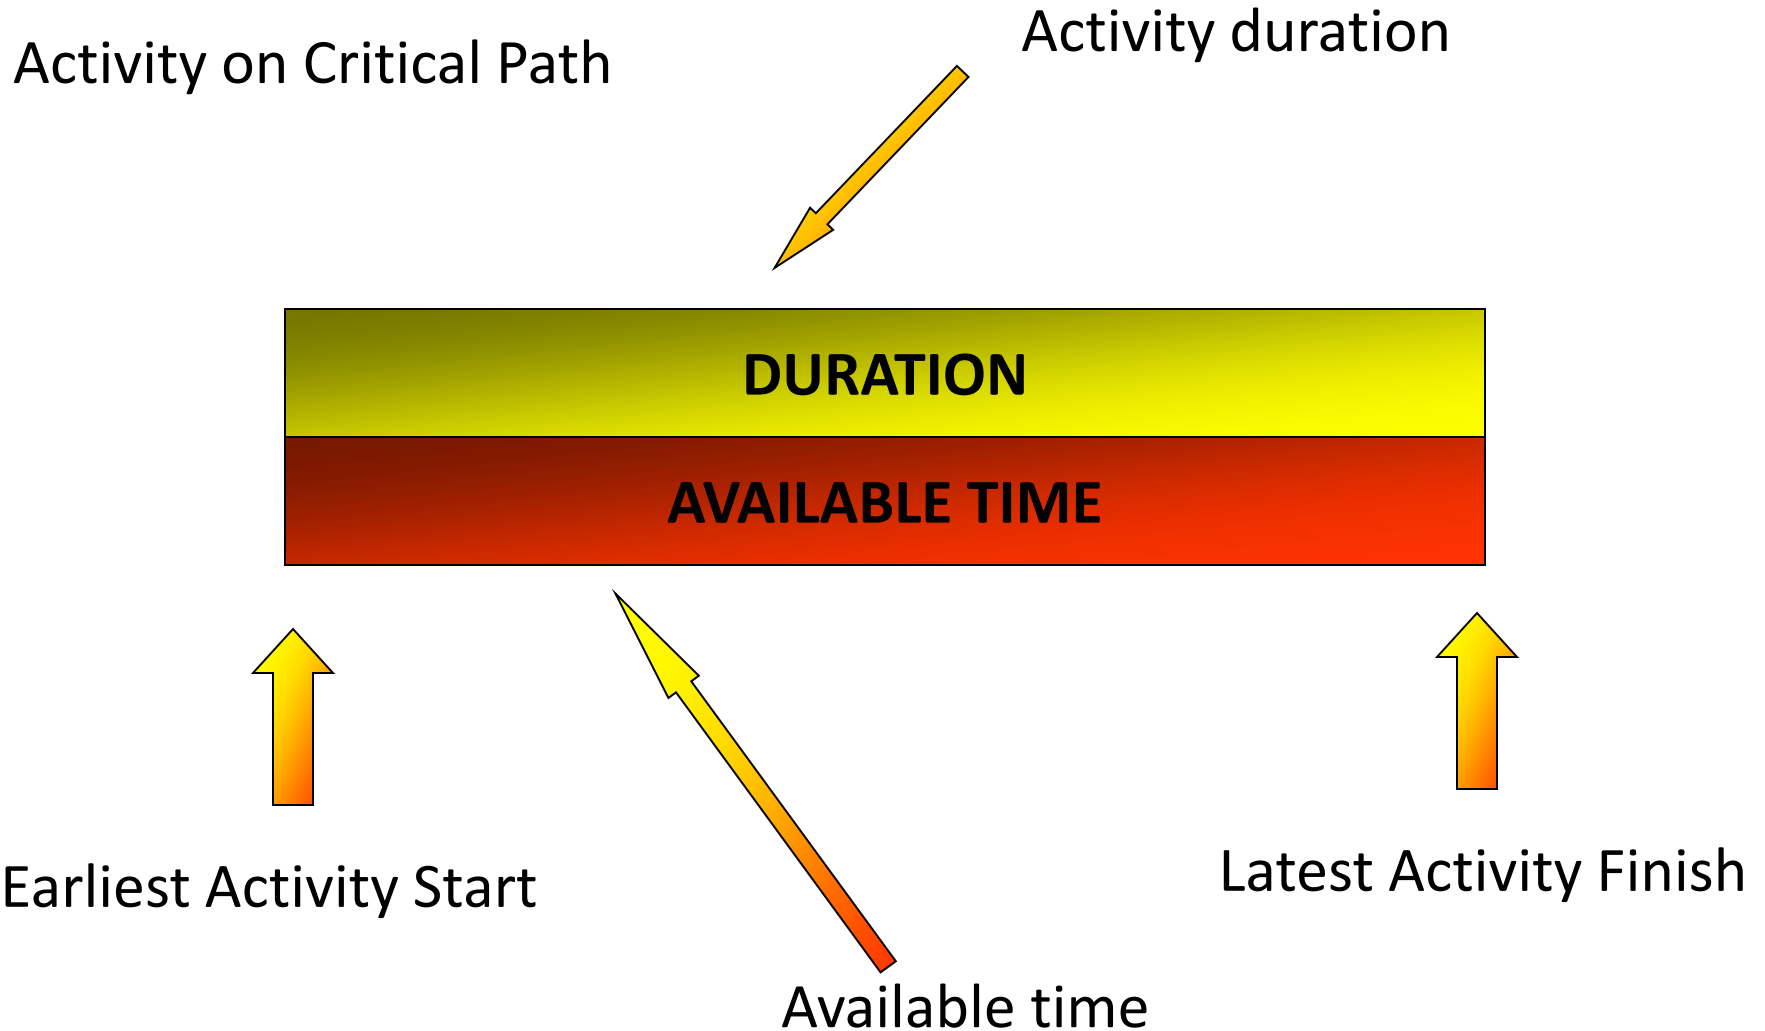 Activity on Critical Path
Activity duration
DURATION
AVAILABLE TIME
Earliest Activity Start
Latest Activity Finish
Available time